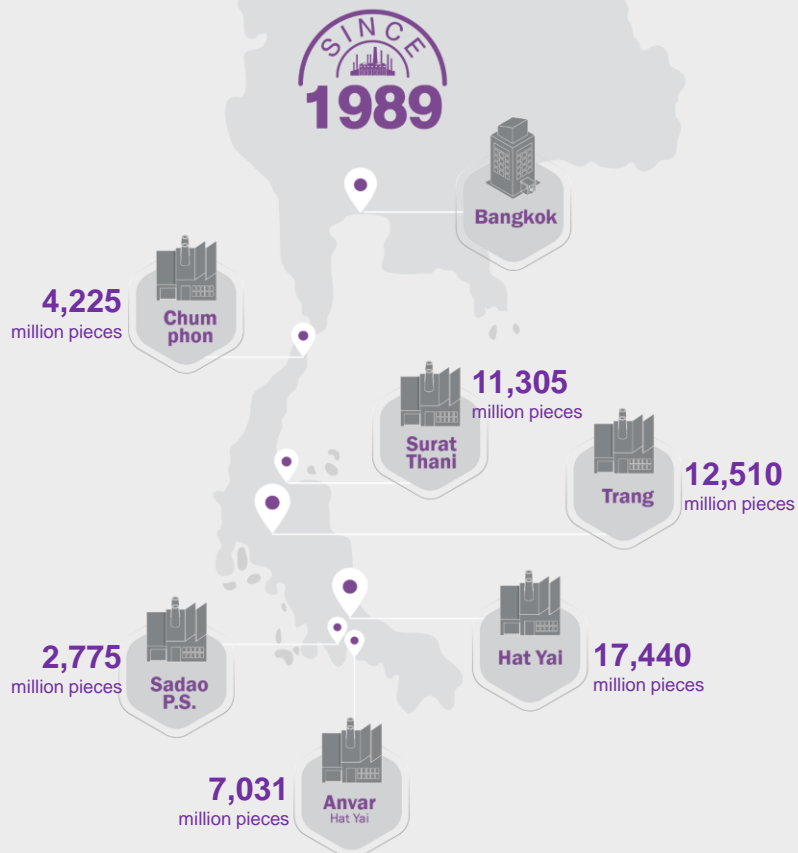 SINCE
1989
Bangkok
4,225
million pieces
Chum
phon
11,305
million pieces
Surat
Thani
12,510
million pieces
Trang
2,775
million pieces
Sadao
P.S.
Hat Yai
17,440
million pieces
7,031
million pieces
Anvar
Hat Yai